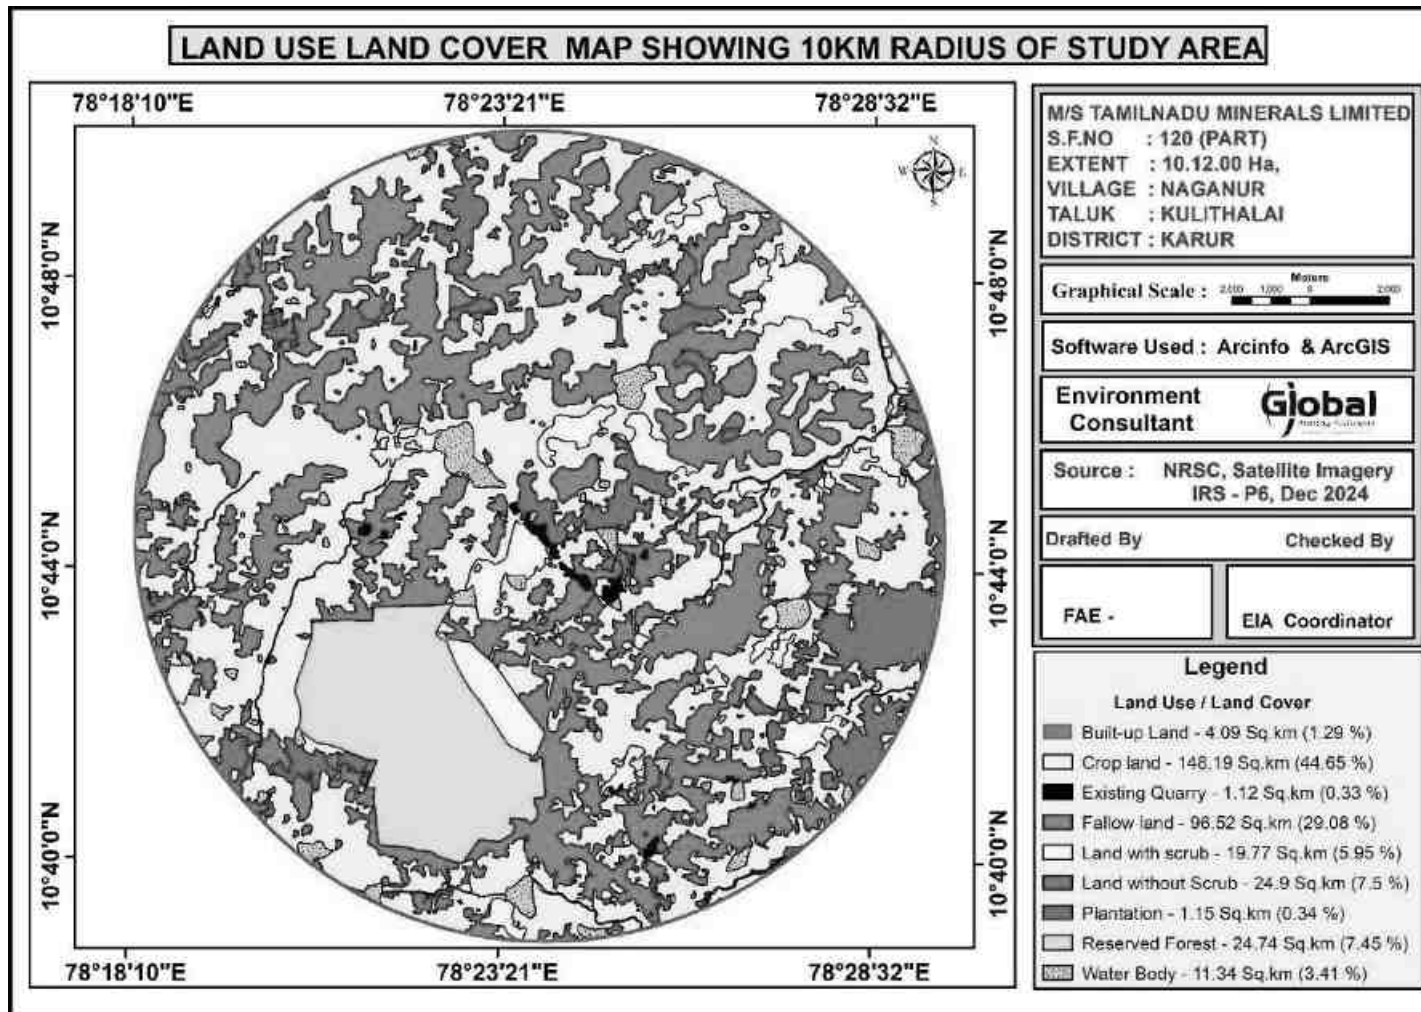 LAND USE LAND COVER MAP SHOWING 10KM RADIUS OF STUDY AREA
78°18'10"E 78°23'21"E 78°28'32"E
N
W E
S
10°48'0"N 10°48'0"N
10°44'0"N 10°44'0"N
10°40'0"N 10°40'0"N
78°18'10"E 78°23'21"E 78°28'32"E
M/S TAMILNADU MINERALS LIMITED
S.F.NO : 120 (PART)
EXTENT : 10.12.00 Ha,
VILLAGE : NAGANUR
TALUK : KULITHALAI
DISTRICT : KARUR
Meters
Graphical Scale : 2,000 1,000 0 2,000
Software Used : Arcinfo & ArcGIS
Environment
Consultant
Global
Source : NRSC, Satellite Imagery
IRS - P6, Dec 2024
Drafted By Checked By
FAE - EIA Coordinator
Legend
Land Use / Land Cover
Built-up Land - 4.09 Sq.km (1.29 %)
Crop land - 148.19 Sq.km (44.65 %)
Existing Quarry - 1.12 Sq.km (0.33 %)
Fallow land - 96.52 Sq.km (29.08 %)
Land with scrub - 19.77 Sq.km (5.95 %)
Land without Scrub - 24.9 Sq.km (7.5 %)
Plantation - 1.15 Sq.km (0.34 %)
Reserved Forest - 24.74 Sq.km (7.45 %)
Water Body - 11.34 Sq.km (3.41 %)